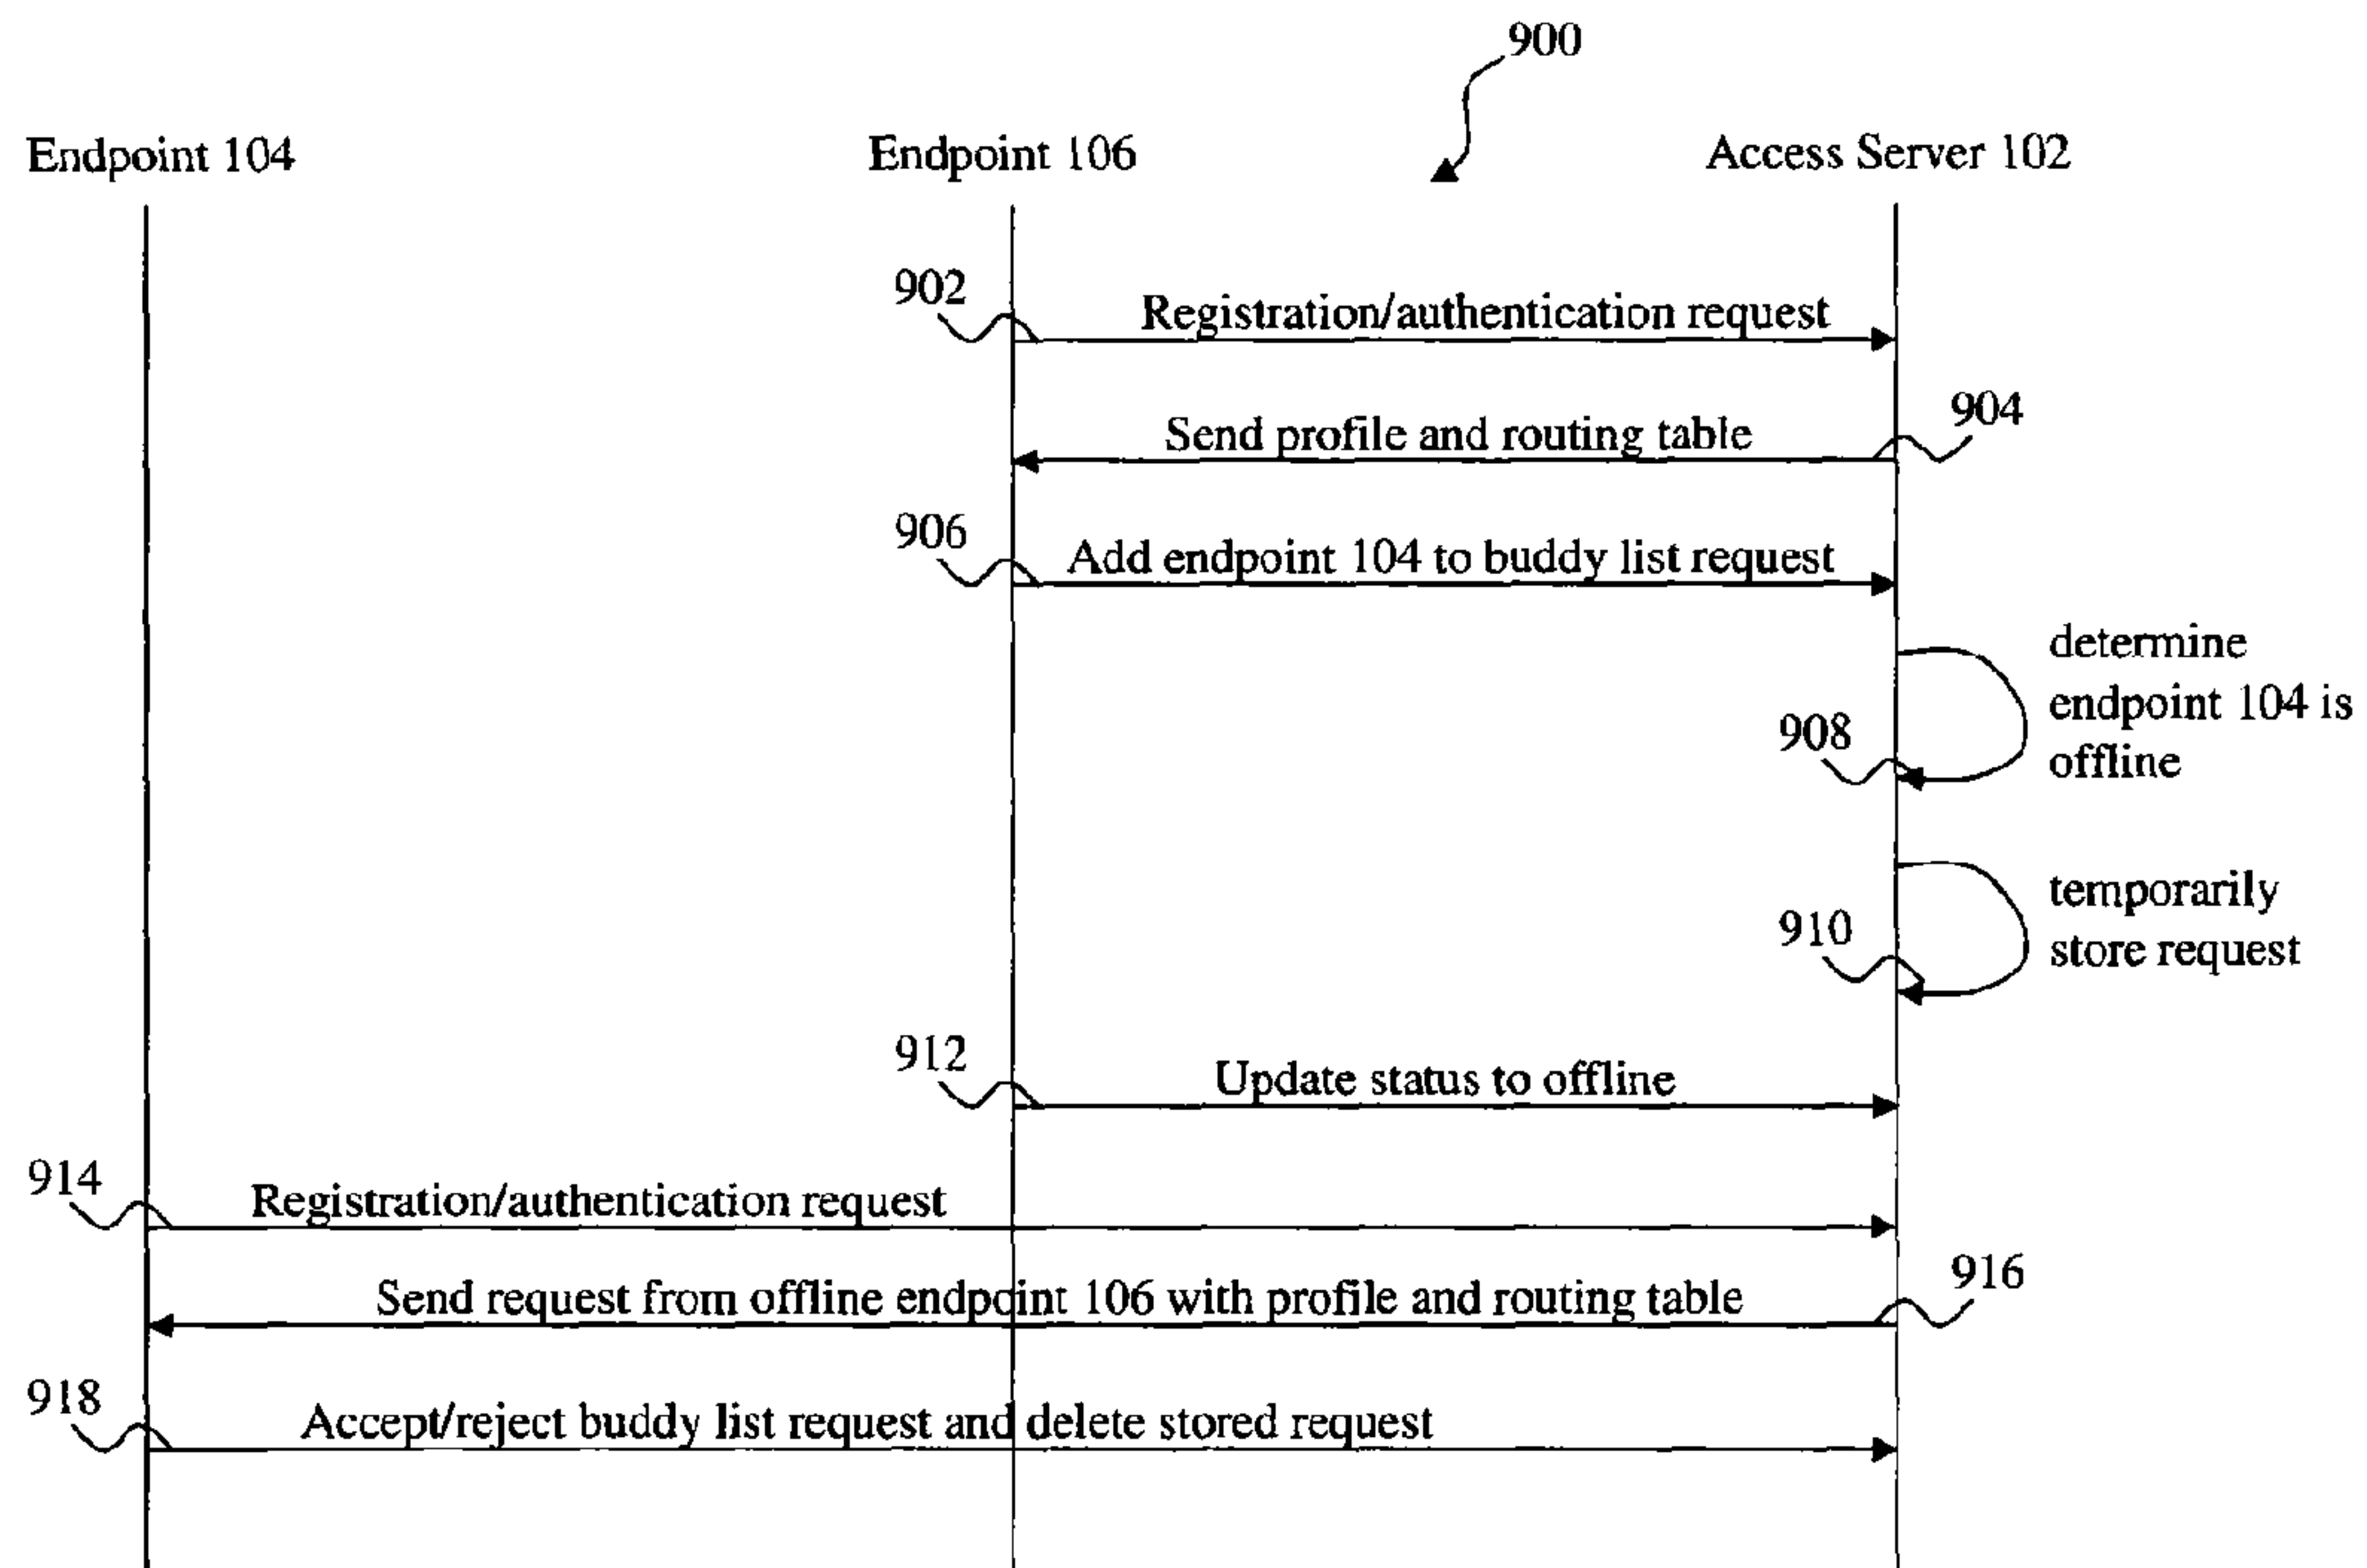 900
Endpoint 104
Endpoint 106
Access Server 102
902
Registration/authentication request
904
Send profile and routing table
906
Add endpoint 104 to buddy list request
determine
endpoint 104 is
offline
908
temporarily
store request
910
912
Update status to offline
914
Registration/authentication request
916
Send request from offline endpoint 106 with profile and routing table
918
Accept/reject buddy list request and delete stored request